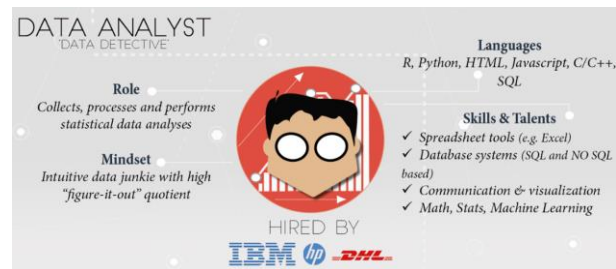 DATA ANALYST
'DATA DETECTIVE'
Role
Collects, processes and performs
statistical data analyses
Mindset
Intuitive data junkie with high
“figure-it-out” quotient
Languages
R, Python, HTML, Javascript, C/C++,
SQL
Skills & Talents
✓ Spreadsheet tools (e.g. Excel)
✓ Database systems (SQL and NO SQL
based)
✓ Communication & visualization
✓ Math, Stats, Machine Learning
HIRED BY
IBM hp DHL